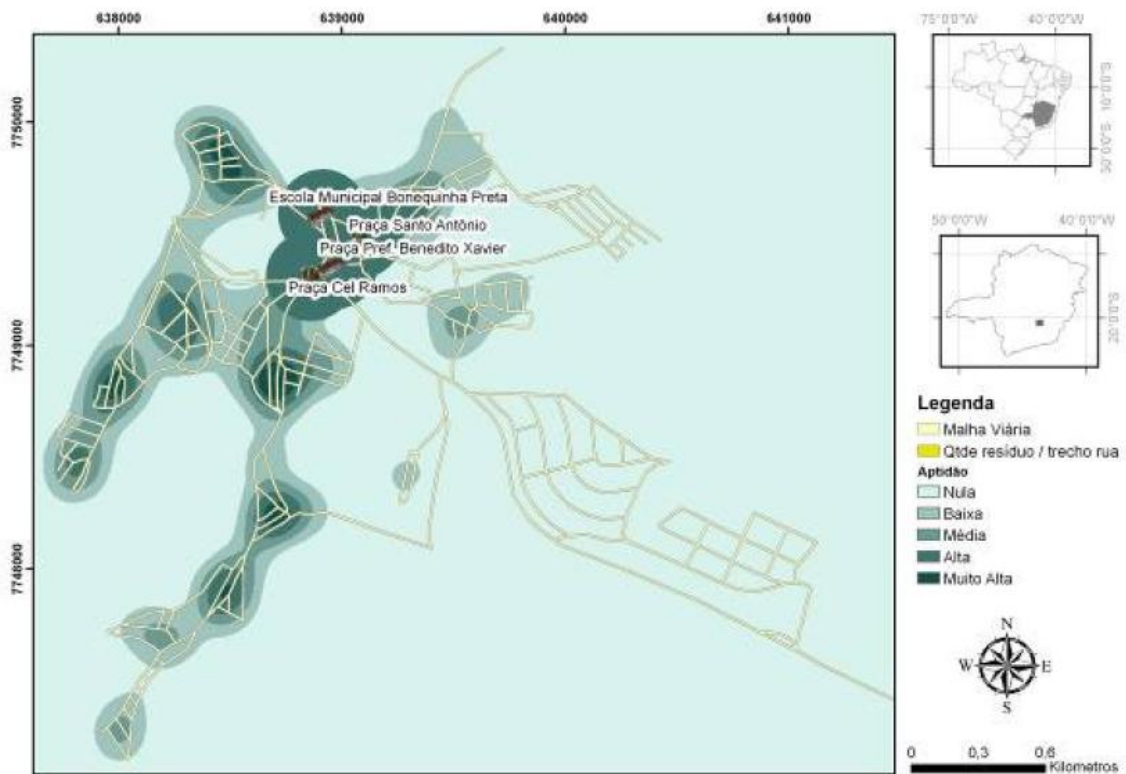 638000 639000 640000 641000
7750000
7749000
7748000
Escola Municipal Bonequinha Preta
Praça Santo Antônio
Praça Pref. Benedito Xavier
Praça Cel Ramos
75°0'0"W 40°0'0"W
10°0'0"S
30°0'0"S
50°0'0"W 40°0'0"W
20°0'0"S
Legenda
Malha Viária
Qtde resíduo / trecho rua
Aptidão
Nula
Baixa
Média
Alta
Muito Alta
N
W E
S
0 0,3 0,6
Kilometros